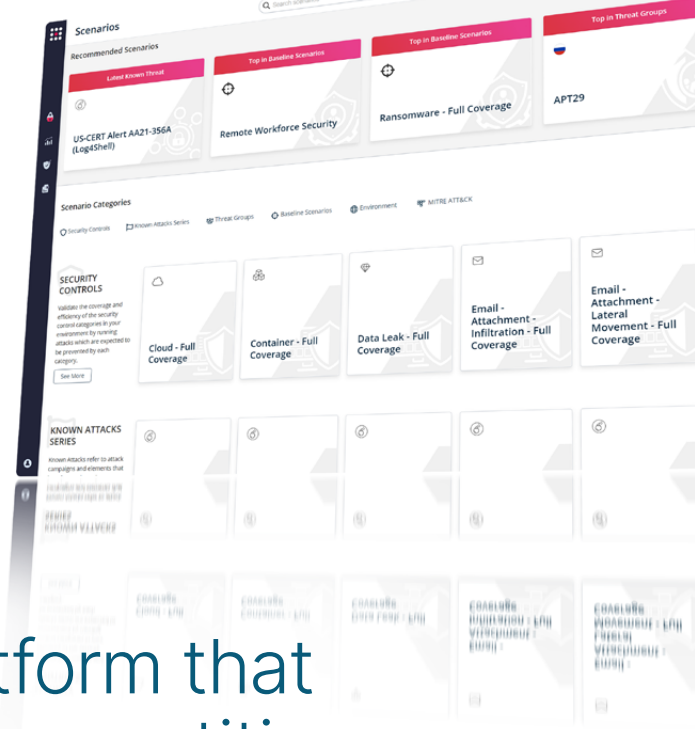 Scenarios
Search scenarios
Recommended Scenarios
Latest Known Threat
US-CERT Alert AA21-356A
(Log4Shell)
Top in Baseline Scenarios
Remote Workforce Security
Top in Baseline Scenarios
Ransomware - Full Coverage
Top in Threat Groups
APT29
Scenario Categories
Security Controls
Known Attacks Series
Threat Groups
Baseline Scenarios
Environment
MITRE ATT&CK
SECURITY
CONTROLS
Validate the coverage and
efficiency of the security
control categories in your
environment by running
attacks which are expected to
be prevented by each
category.
See More
Cloud - Full
Coverage
Container - Full
Coverage
Data Leak - Full
Coverage
Email -
Attachment -
Infiltration - Full
Coverage
Email -
Attachment -
Lateral
Movement - Full
Coverage
KNOWN ATTACKS
SERIES
Known Attacks refer to attack
campaigns and elements that
tform that